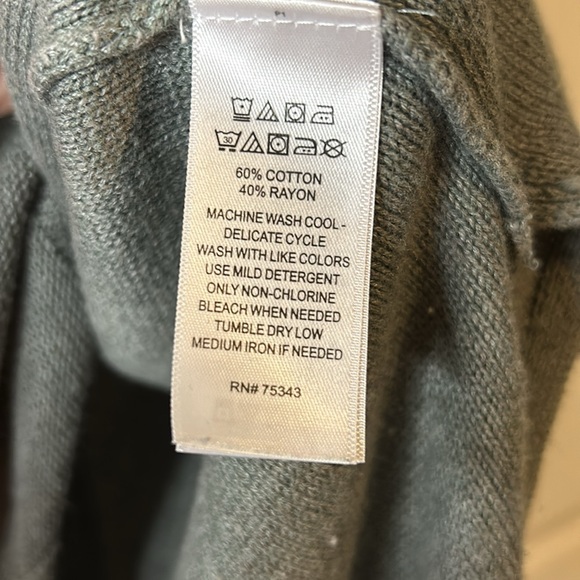 30
60% COTTON
40% RAYON
MACHINE WASH COOL -
DELICATE CYCLE
WASH WITH LIKE COLORS
USE MILD DETERGENT
ONLY NON-CHLORINE
BLEACH WHEN NEEDED
TUMBLE DRY LOW
MEDIUM IRON IF NEEDED
RN# 75343